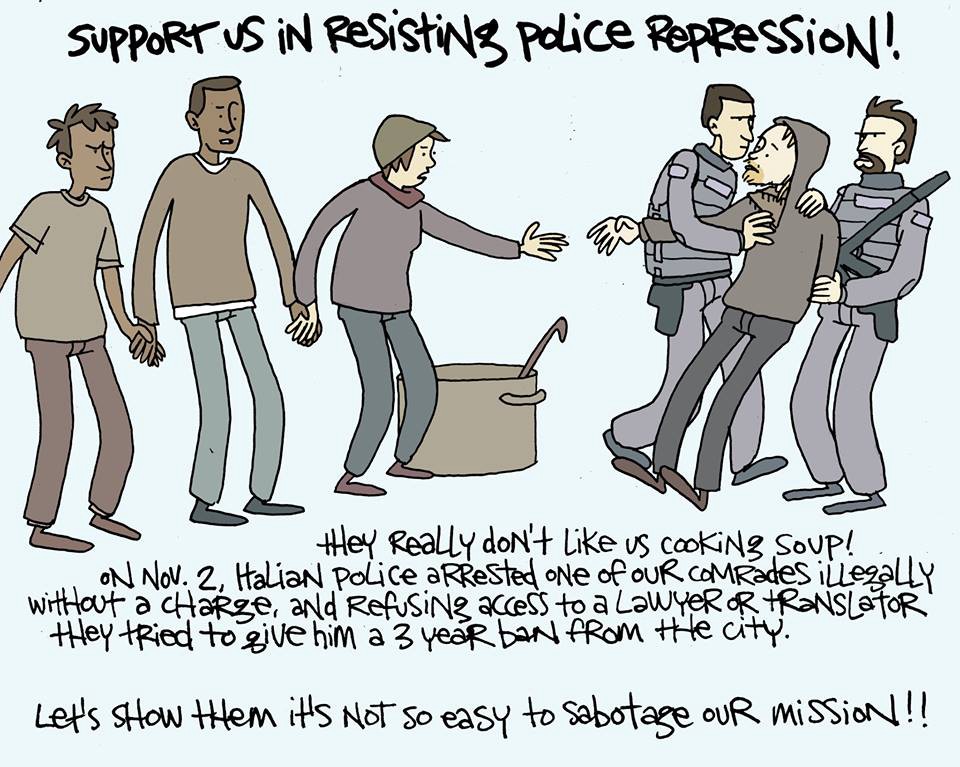 SUPPORT US IN RESISTING POLICE REPRESSION!
THEY REALLY DON'T LIKE US COOKING SOUP!
ON NOV. 2, ITALIAN POLICE ARRESTED ONE OF OUR COMRADES ILLEGALLY
WITHOUT A CHARGE, AND REFUSING ACCESS TO A LAWYER OR TRANSLATOR
THEY TRIED TO GIVE HIM A 3 YEAR BAN FROM THE CITY.
LET'S SHOW THEM IT'S NOT SO EASY TO SABOTAGE OUR MISSION!!